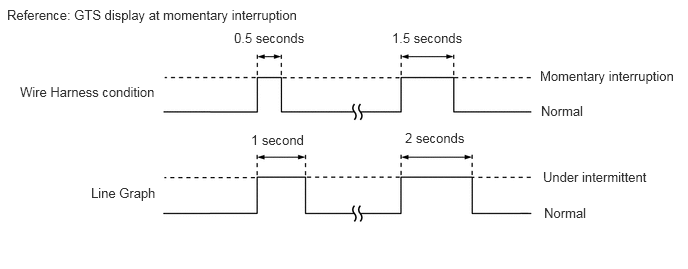 Reference: GTS display at momentary interruption
0.5 seconds
1.5 seconds
Wire Harness condition
Momentary interruption
Normal
1 second
2 seconds
Line Graph
Under intermittent
Normal